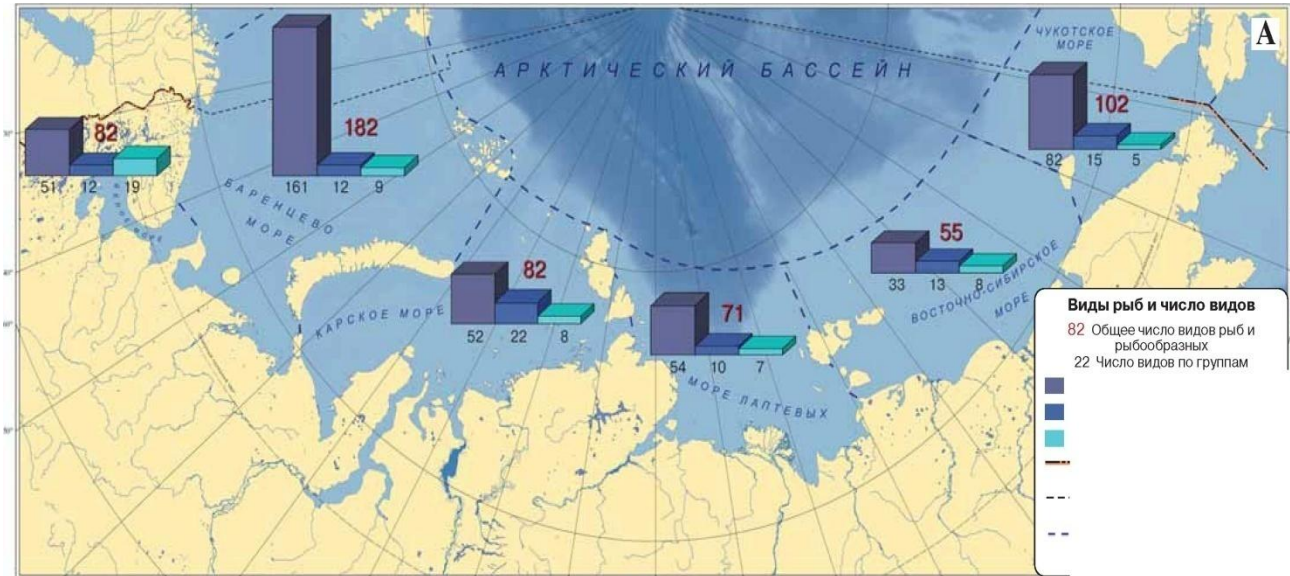 А
ЧУКОТСКОЕ
МОРЕ
АРКТИЧЕСКИЙ БАССЕЙН
82
51 12 19
182
161 12 9
102
82 15 5
БАРЕНЦЕВО
МОРЕ
82
52 22 8
КАРСКОЕ МОРЕ
71
54 10 7
МОРЕ ЛАПТЕВЫХ
55
33 13 8
ВОСТОЧНО-СИБИРСКОЕ
МОРЕ
Виды рыб и число видов
82 Общее число видов рыб и
рыбообразных
22 Число видов по группам